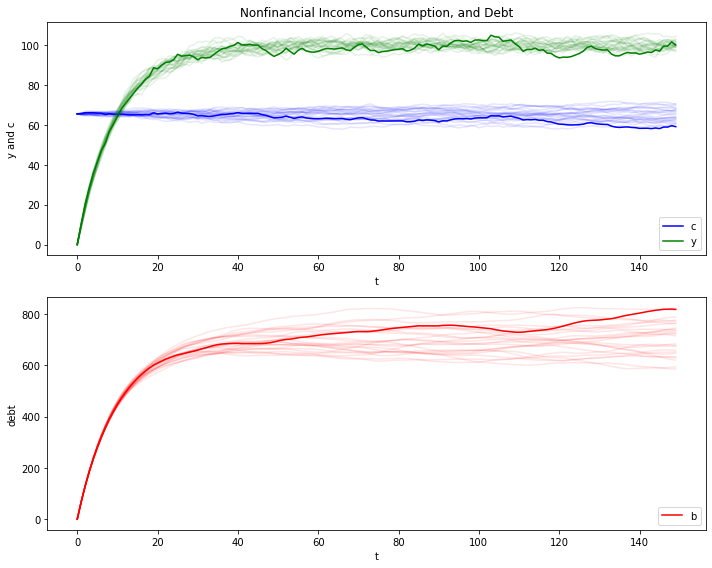 Nonfinancial Income, Consumption, and Debt
y and c
100
80
60
40
20
0
c
y
0 20 40 60 80 100 120 140
t
debt
800
600
400
200
0
b
0 20 40 60 80 100 120 140
t